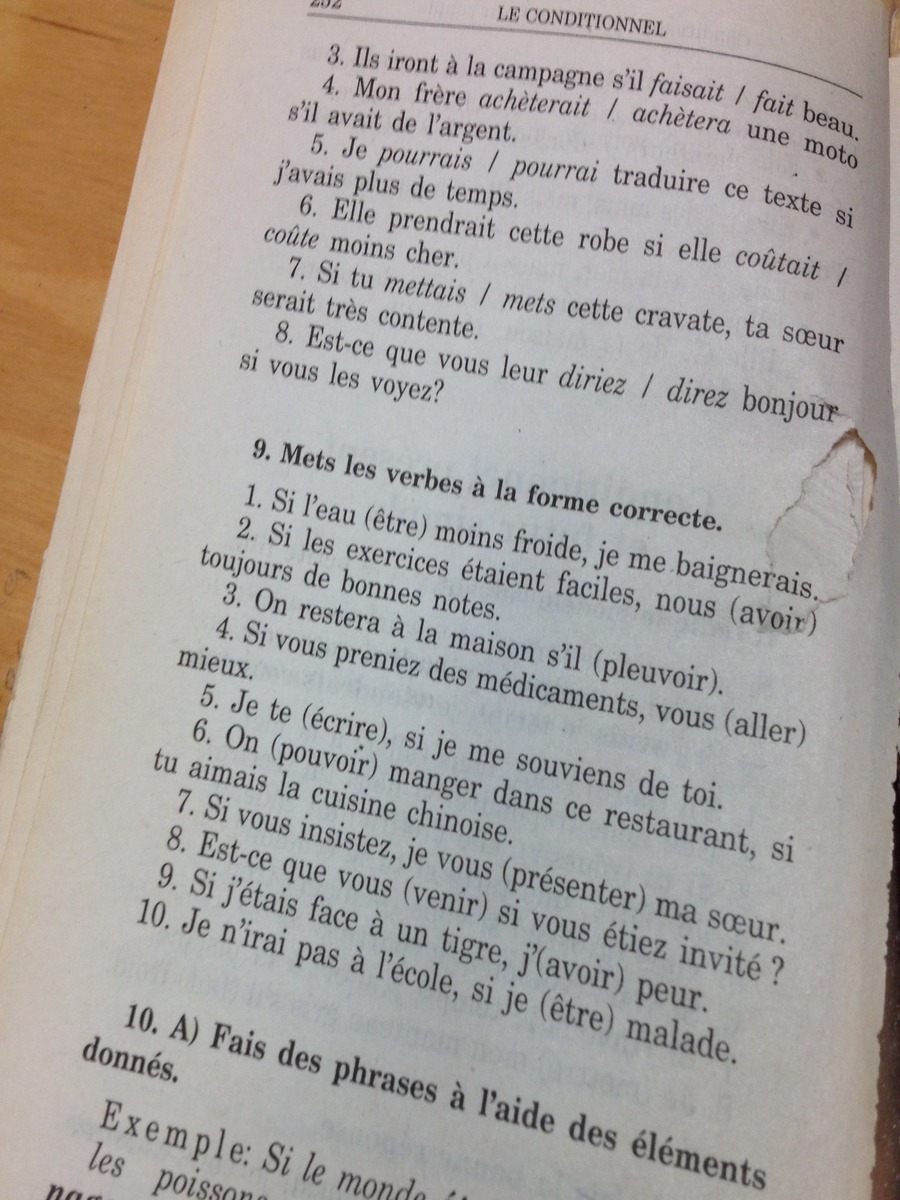 252
LE CONDITIONNEL
3. Ils iront à la campagne s'il faisait / fait beau.
4. Mon frère achèterait / achètera une moto
s'il avait de l'argent.
5. Je pourrais / pourrai traduire ce texte si
j'avais plus de temps.
6. Elle prendrait cette robe si elle coûtait /
coûte moins cher.
7. Si tu mettais / mets cette cravate, ta sœur
serait très contente.
8. Est-ce que vous leur diriez / direz bonjour
si vous les voyez?
9. Mets les verbes à la forme correcte.
1. Si l'eau (être) moins froide, je me baignerais.
2. Si les exercices étaient faciles, nous (avoir)
toujours de bonnes notes.
3. On restera à la maison s'il (pleuvoir).
4. Si vous preniez des médicaments, vous (aller)
mieux.
5. Je te (écrire), si je me souviens de toi.
6. On (pouvoir) manger dans ce restaurant, si
tu aimais la cuisine chinoise.
7. Si vous insistez, je vous (présenter) ma sœur.
8. Est-ce que vous (venir) si vous étiez invité ?
9. Si j'étais face à un tigre, j'(avoir) peur.
10. Je n'irai pas à l'école, si je (être) malade.
10. A) Fais des phrases à l'aide des éléments
donnés.
Exemple: Si le monde
les poissons